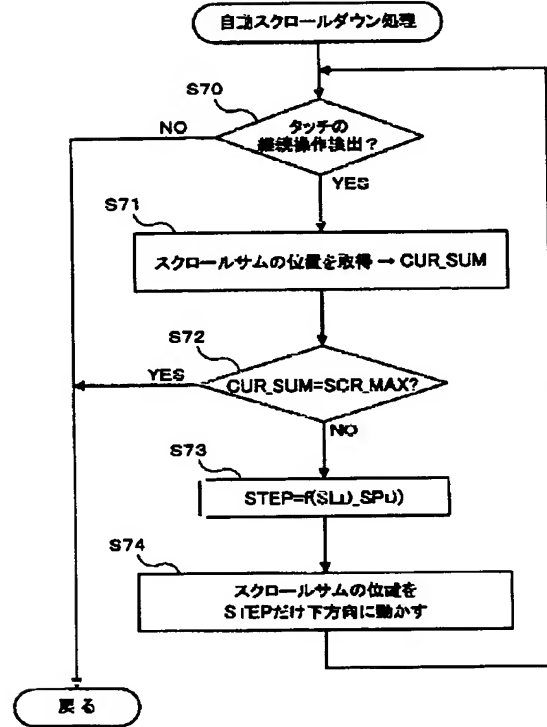 自動スクロールダウン処理
S70
NO
タッチの
継続操作検出？
YES
S71
スクロールサムの位置を取得 → CUR_SUM
S72
YES
CUR_SUM=SCR_MAX?
NO
S73
STEP=f(SLD_SPD)
S74
スクロールサムの位置を
STEPだけ下方向に動かす
戻る